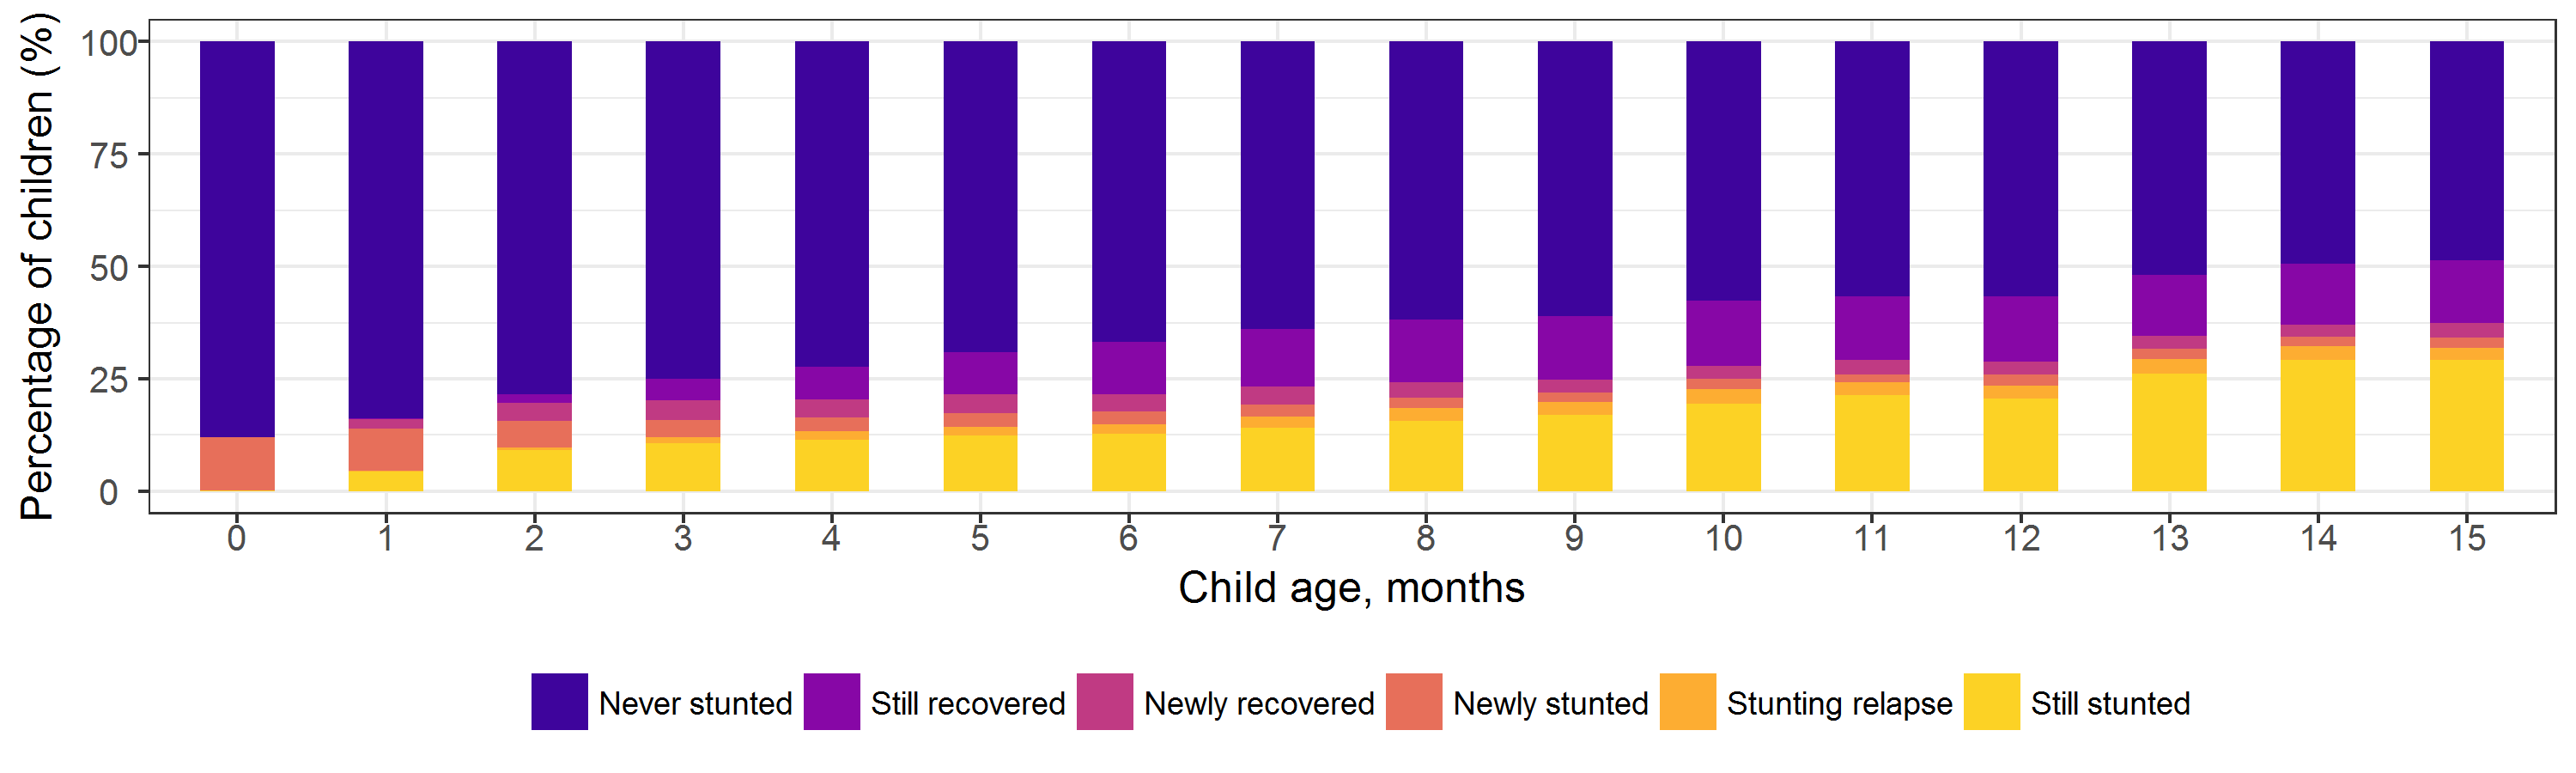 Percentage of children (%)
100
75
50
25
0
0 1 2 3 4 5 6 7 8 9 10 11 12 13 14 15
Child age, months
Never stunted Still recovered Newly recovered Newly stunted Stunting relapse Still stunted